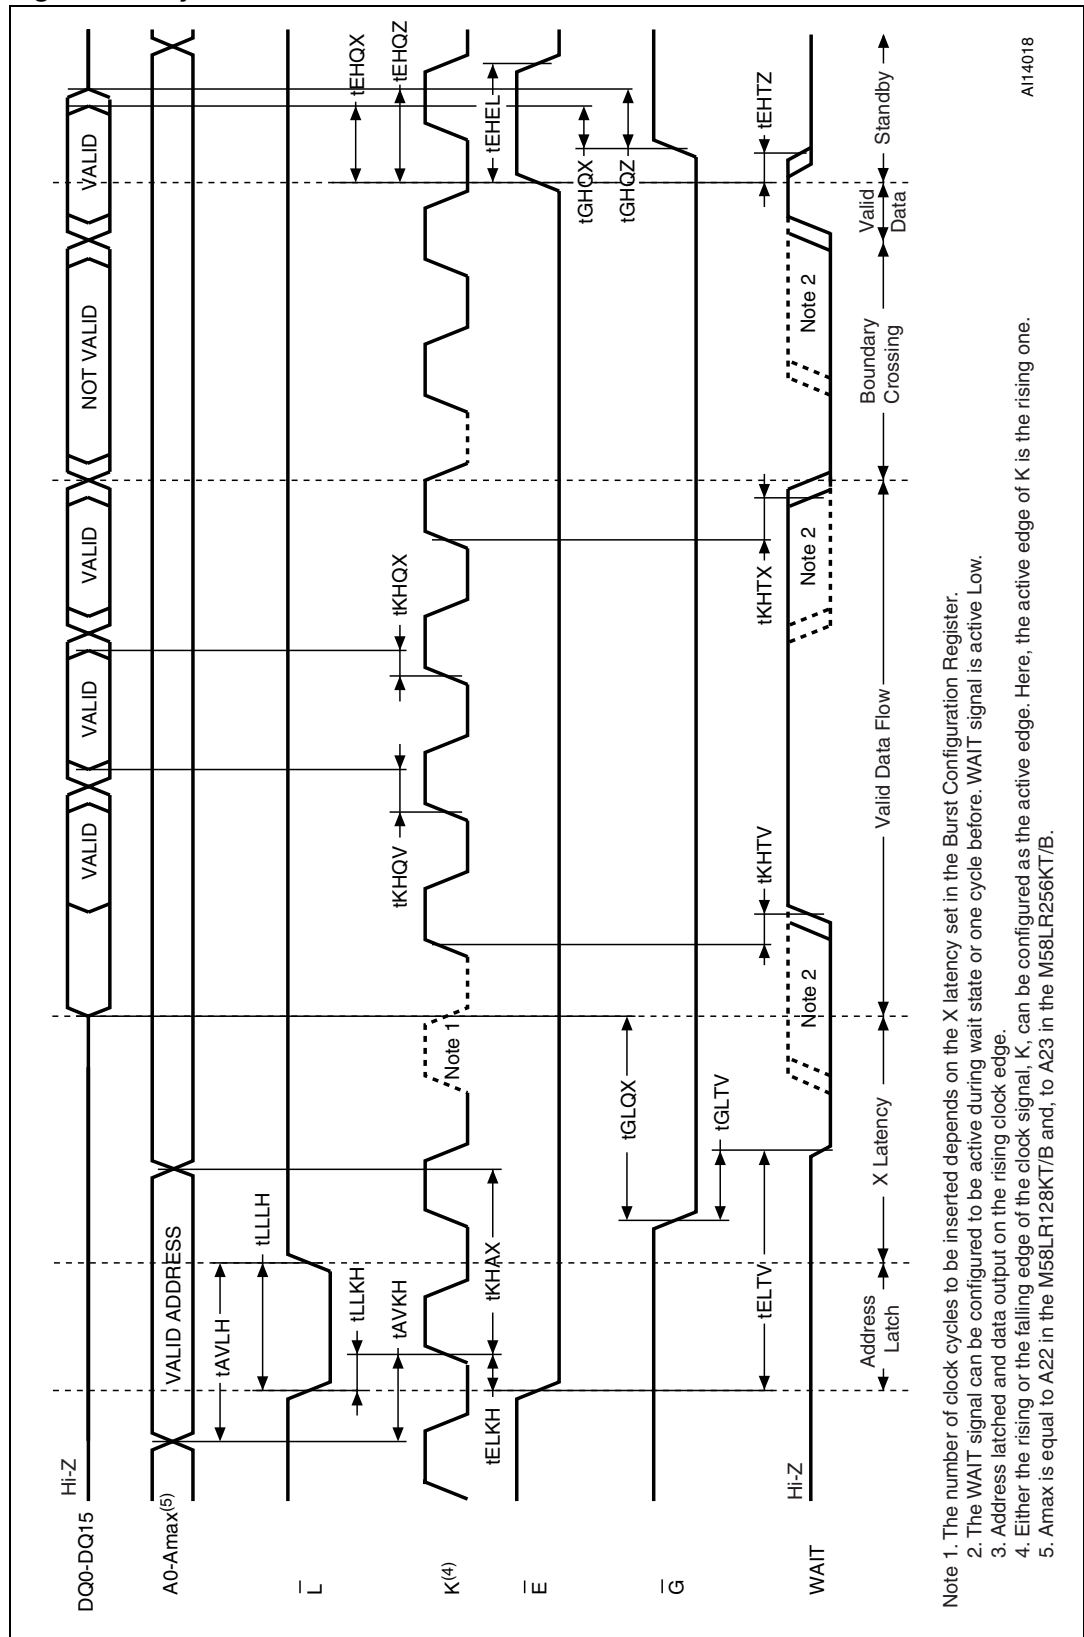 DQ0-DQ15
Hi-Z
VALID
VALID
VALID
NOT VALID
VALID
A0-Amax(5)
VALID ADDRESS
tAVLH
L
tLLLH
tLLKH
tAVKH
tEHQX
tEHQZ
tKHQV
tKHQX
K(4)
Note 1
tELKH
tKHAX
tEHEL
E
tGHQX
tGHQZ
tGLQX
G
tGLTV
tELTV
tKHTV
tKHTX
tEHTZ
WAIT
Hi-Z
Note 2
Note 2
Note 2
Address
Latch
X Latency
Valid Data Flow
Boundary
Crossing
Valid
Data
Standby
AI14018
Note 1. The number of clock cycles to be inserted depends on the X latency set in the Burst Configuration Register.
2. The WAIT signal can be configured to be active during wait state or one cycle before. WAIT signal is active Low.
3. Address latched and data output on the rising clock edge.
4. Either the rising or the falling edge of the clock signal, K, can be configured as the active edge. Here, the active edge of K is the rising one.
5. Amax is equal to A22 in the M58LR128KT/B and, to A23 in the M58LR256KT/B.